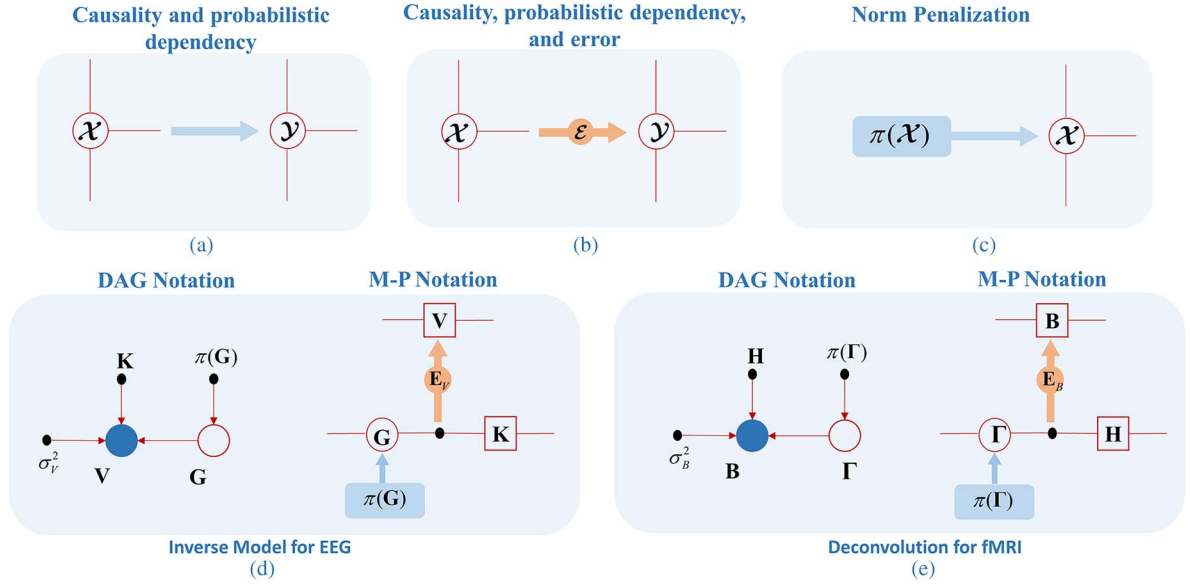 Causality and probabilistic
dependency
Causality, probabilistic dependency,
and error
Norm Penalization
𝒳
𝒴
𝒳
ℰ
𝒴
π(𝒳)
𝒳
(a)
(b)
(c)
DAG Notation
M-P Notation
DAG Notation
M-P Notation
K
π(G)
σ²_V
V
G
V
E_V
G
K
π(G)
H
π(Γ)
σ²_B
B
Γ
B
E_B
Γ
H
π(Γ)
Inverse Model for EEG
Deconvolution for fMRI
(d)
(e)